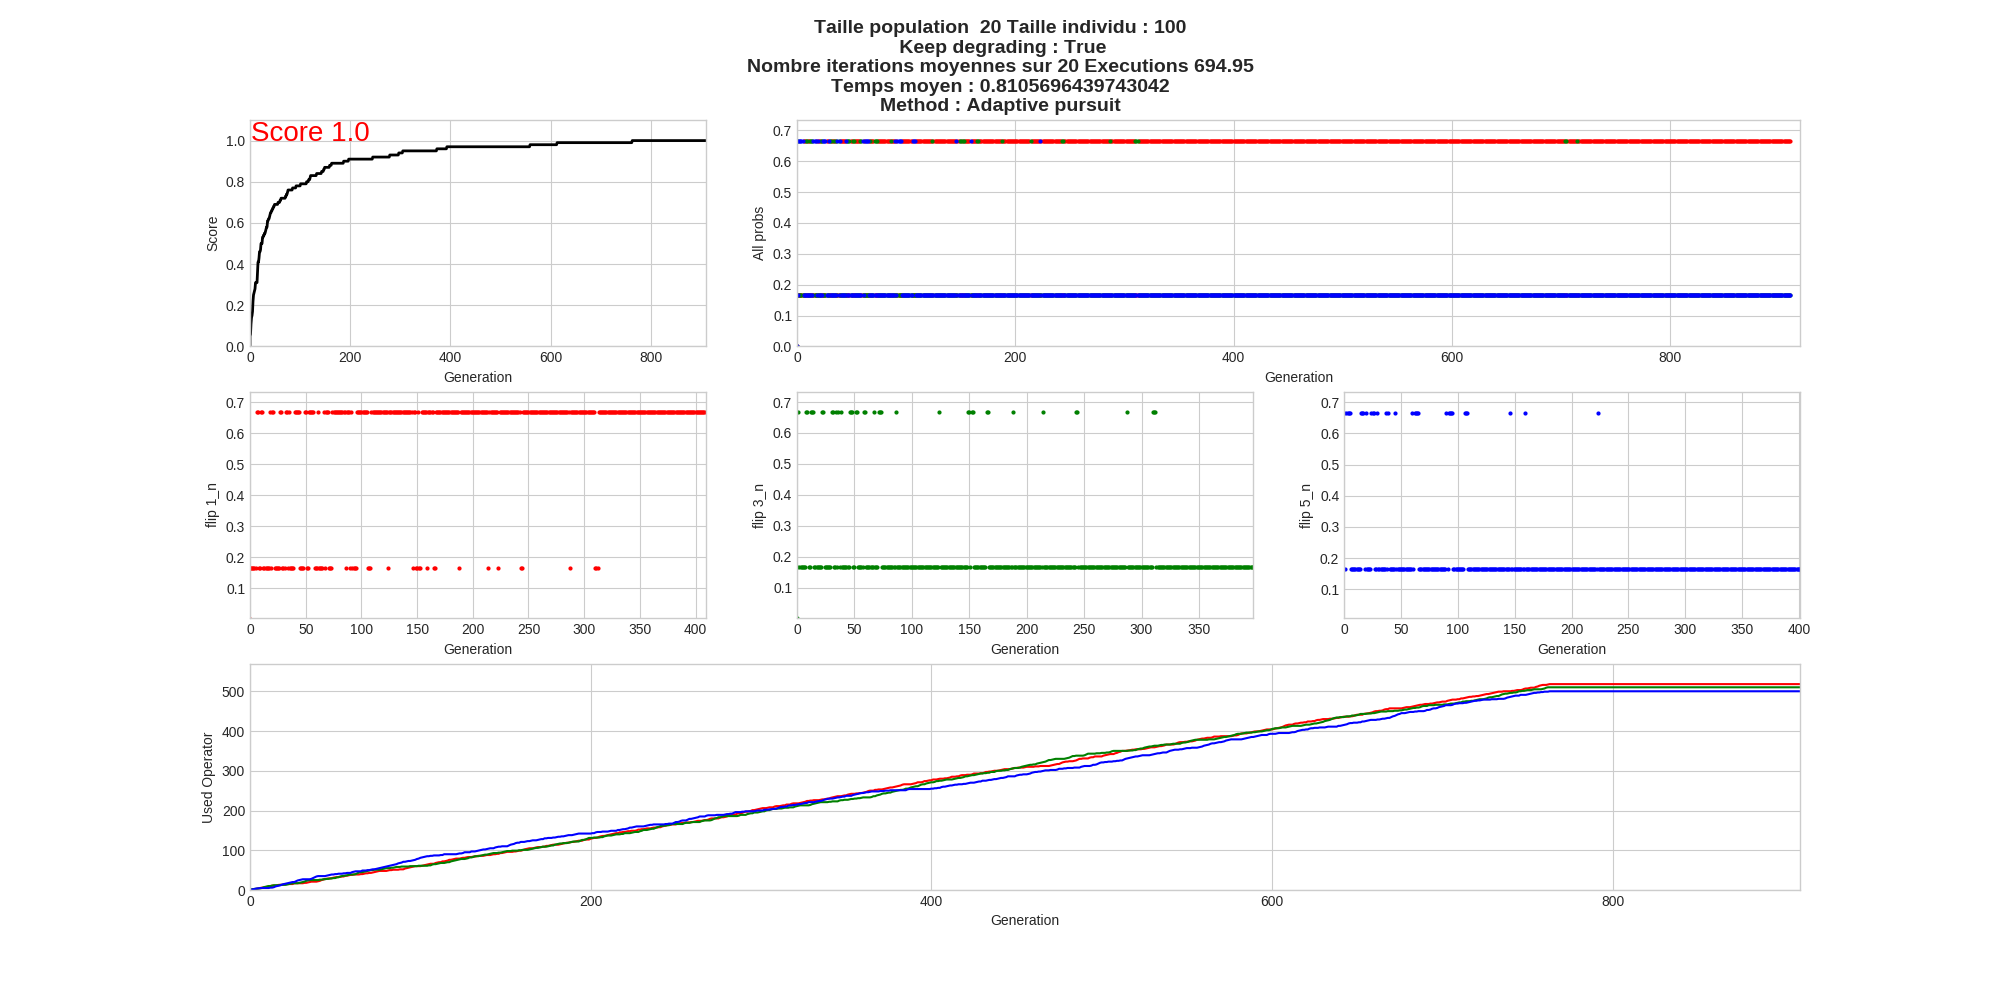 Taille population  20 Taille individu : 100
Keep degrading : True
Nombre iterations moyennes sur 20 Executions 694.95
Temps moyen : 0.8105696439743042
Method : Adaptive pursuit
Score 1.0
Score
1.0
0.8
0.6
0.4
0.2
0.0
0 200 400 600 800
Generation
All probs
0.7
0.6
0.5
0.4
0.3
0.2
0.1
0.0
0 200 400 600 800
Generation
flip 1_n
0.7
0.6
0.5
0.4
0.3
0.2
0.1
0 50 100 150 200 250 300 350 400
Generation
flip 3_n
0.7
0.6
0.5
0.4
0.3
0.2
0.1
0 50 100 150 200 250 300 350
Generation
flip 5_n
0.7
0.6
0.5
0.4
0.3
0.2
0.1
0 50 100 150 200 250 300 350 400
Generation
Used Operator
500
400
300
200
100
0
0 200 400 600 800
Generation